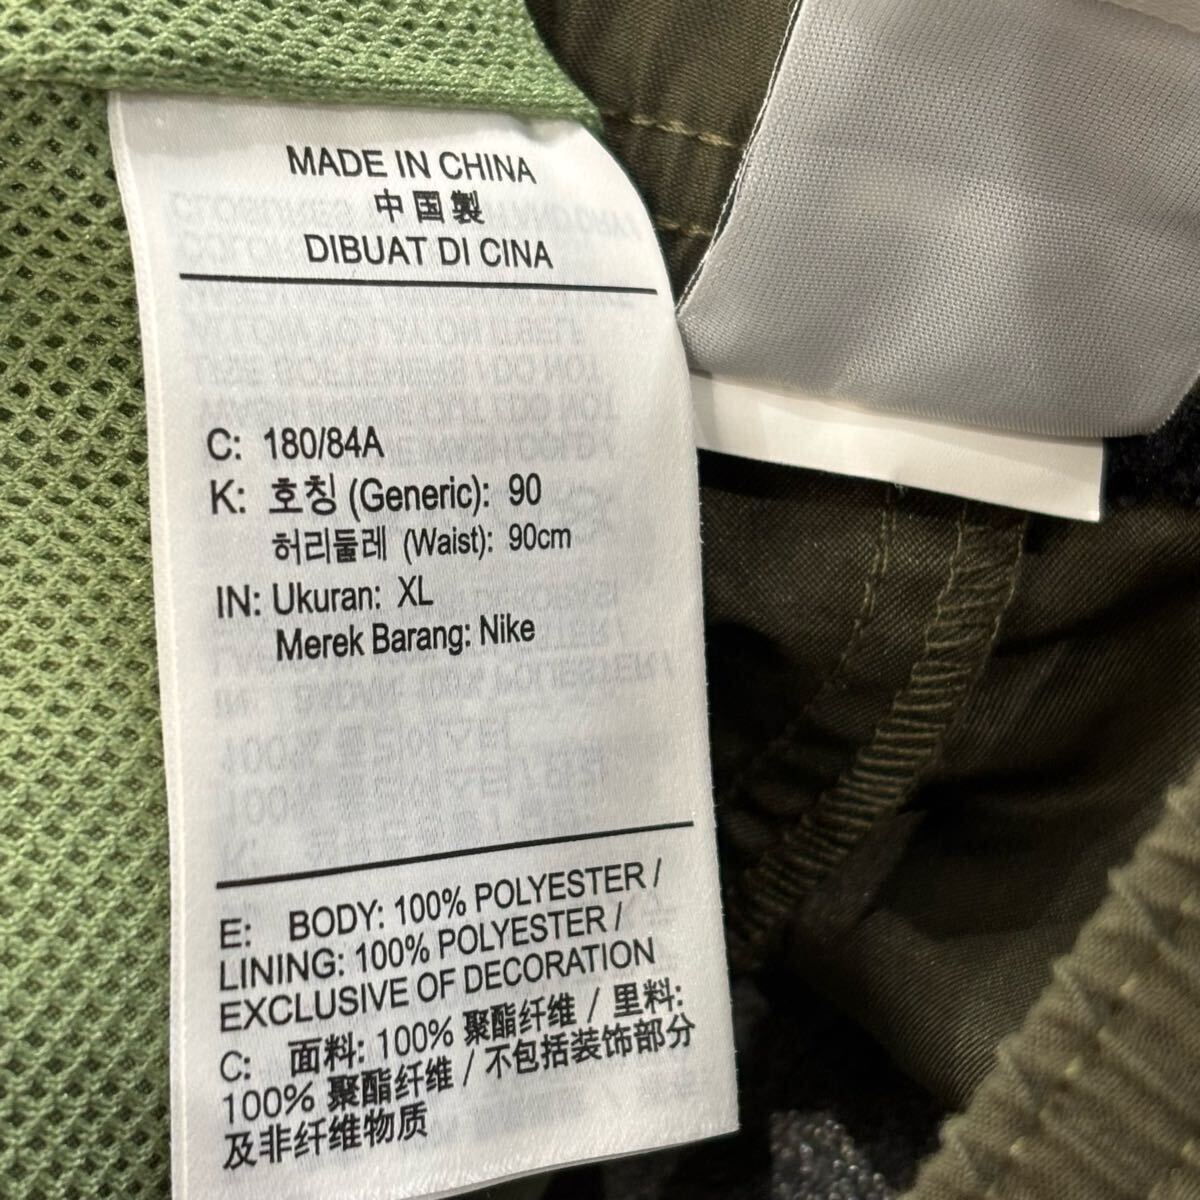 MADE IN CHINA
中国製
DIBUAT DI CINA
C: 180/84A
K: 호칭 (Generic): 90
허리둘레 (Waist): 90cm
IN: Ukuran: XL
Merek Barang: Nike
E: BODY: 100% POLYESTER /
LINING: 100% POLYESTER /
EXCLUSIVE OF DECORATION
C: 面料: 100% 聚酯纤维 / 里料:
100% 聚酯纤维 / 不包括装饰部分
及非纤维物质